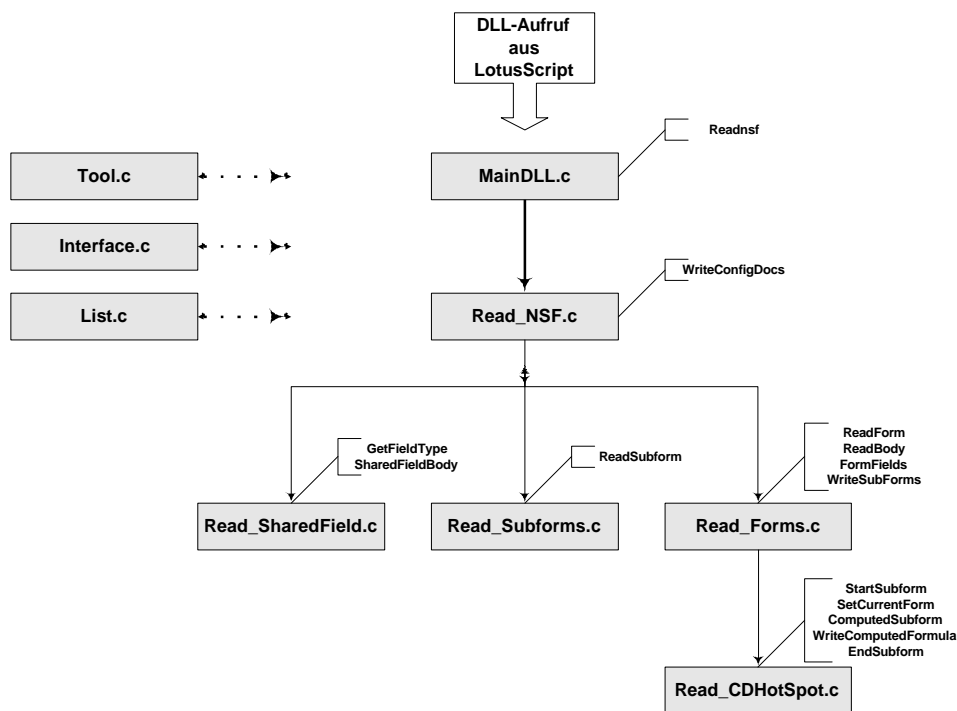 DLL-Aufruf
aus
LotusScript
Readnsf
Tool.c
MainDLL.c
Interface.c
WriteConfigDocs
List.c
Read_NSF.c
GetFieldType
SharedFieldBody
ReadSubform
ReadForm
ReadBody
FormFields
WriteSubForms
Read_SharedField.c
Read_Subforms.c
Read_Forms.c
StartSubform
SetCurrentForm
ComputedSubform
WriteComputedFormula
EndSubform
Read_CDHotSpot.c